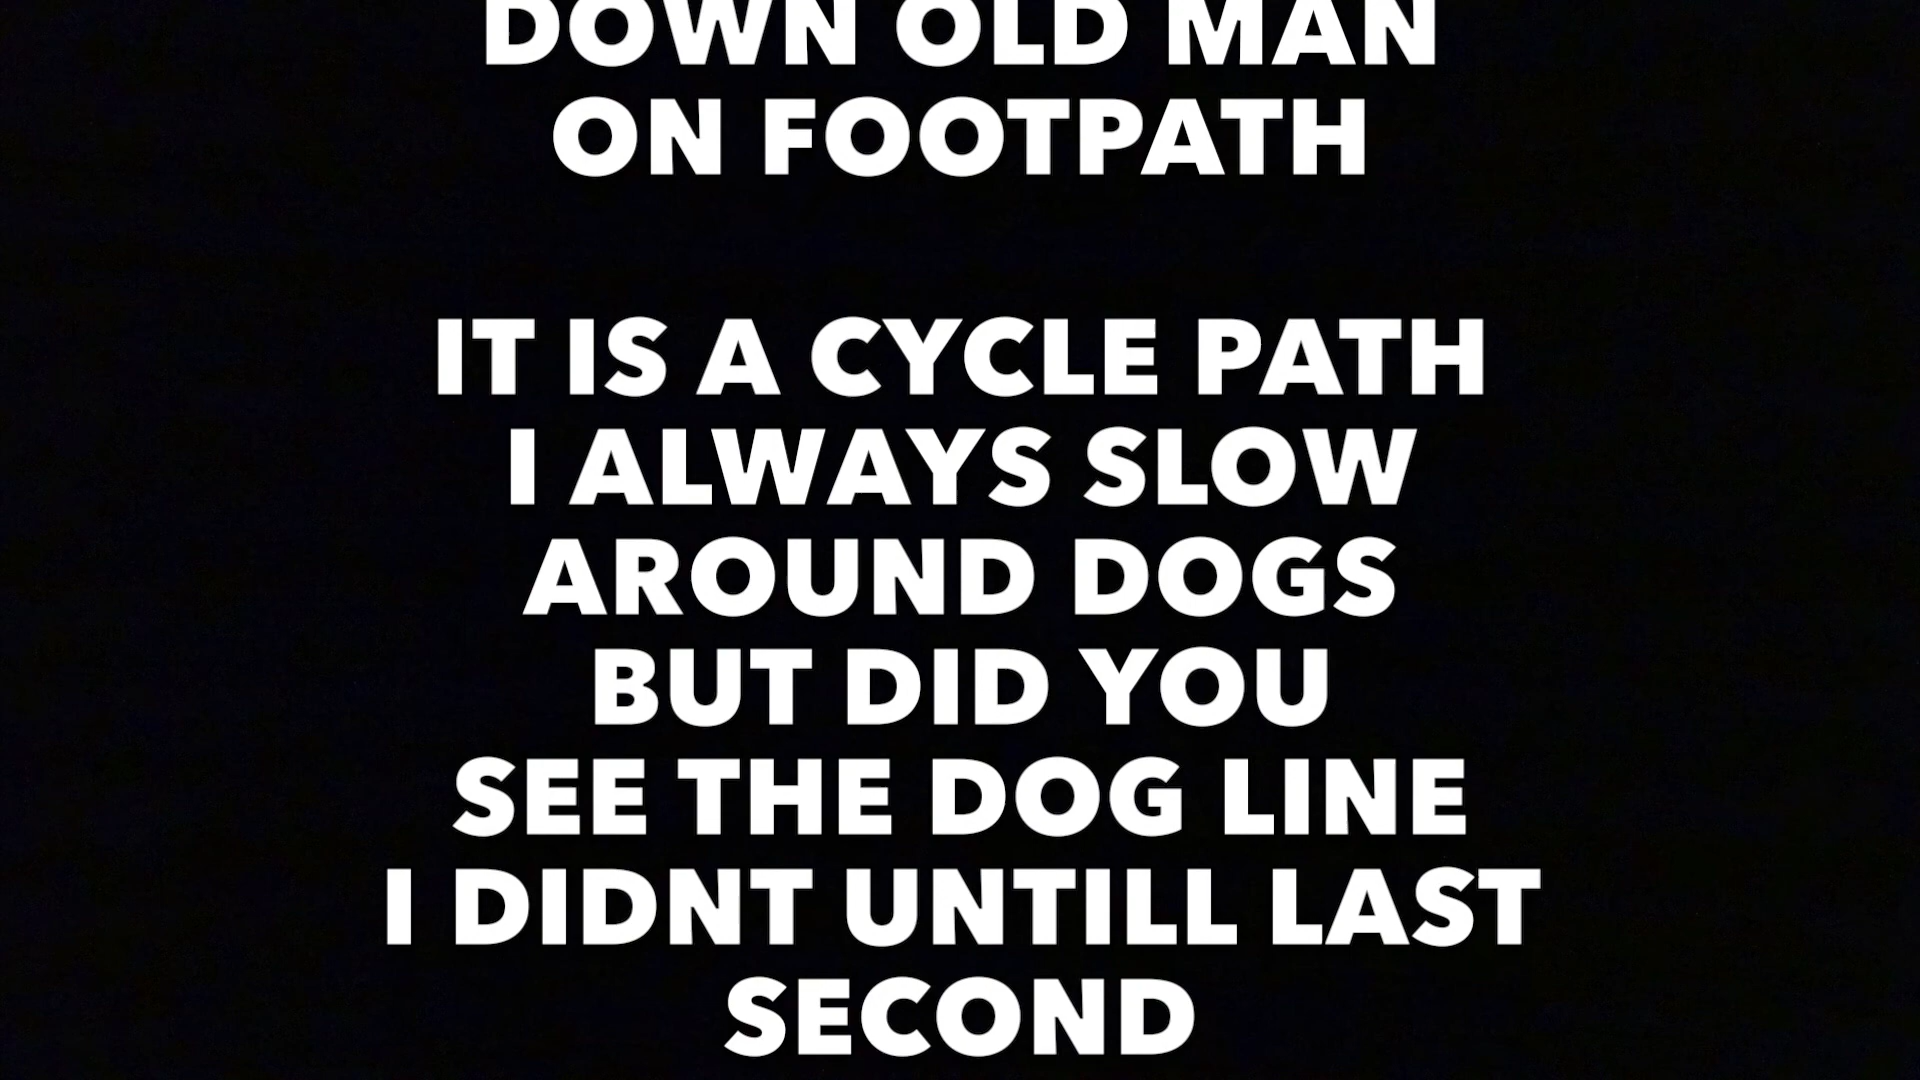 DOWN OLD MAN
ON FOOTPATH
IT IS A CYCLE PATH
I ALWAYS SLOW
AROUND DOGS
BUT DID YOU
SEE THE DOG LINE
I DIDNT UNTILL LAST
SECOND